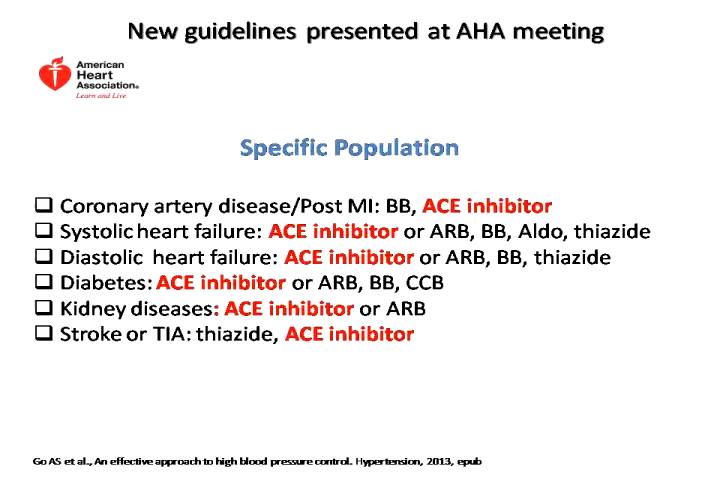 New guidelines presented at AHA meeting
American
Heart
Association®
Learn and Live
Specific Population
❑ Coronary artery disease/Post MI: BB, ACE inhibitor
❑ Systolic heart failure: ACE inhibitor or ARB, BB, Aldo, thiazide
❑ Diastolic heart failure: ACE inhibitor or ARB, BB, thiazide
❑ Diabetes: ACE inhibitor or ARB, BB, CCB
❑ Kidney diseases: ACE inhibitor or ARB
❑ Stroke or TIA: thiazide, ACE inhibitor
Go AS et al., An effective approach to high blood pressure control. Hypertension, 2013, epub